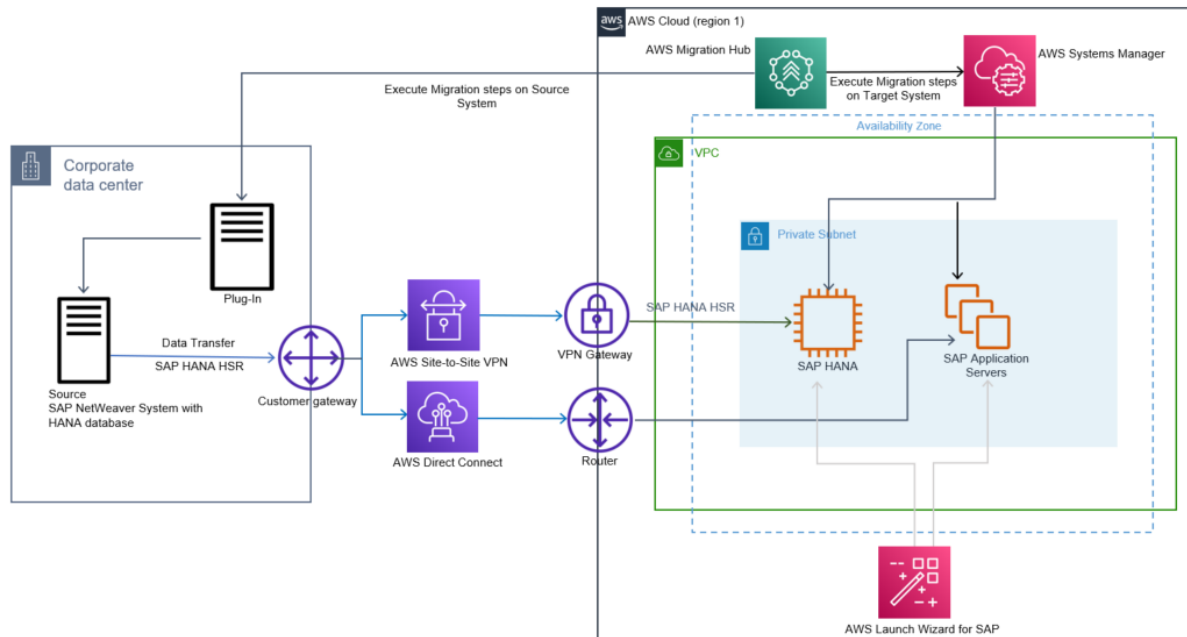 aws
AWS Cloud (region 1)
AWS Migration Hub
AWS Systems Manager
Execute Migration steps on Source
System
Execute Migration steps
on Target System
Availability Zone
VPC
Corporate
data center
Private Subnet
Plug-In
SAP HANA HSR
Data Transfer
SAP HANA HSR
AWS Site-to-Site VPN
VPN Gateway
SAP HANA
SAP Application
Servers
Source
SAP NetWeaver System with
HANA database
Customer gateway
AWS Direct Connect
Router
AWS Launch Wizard for SAP